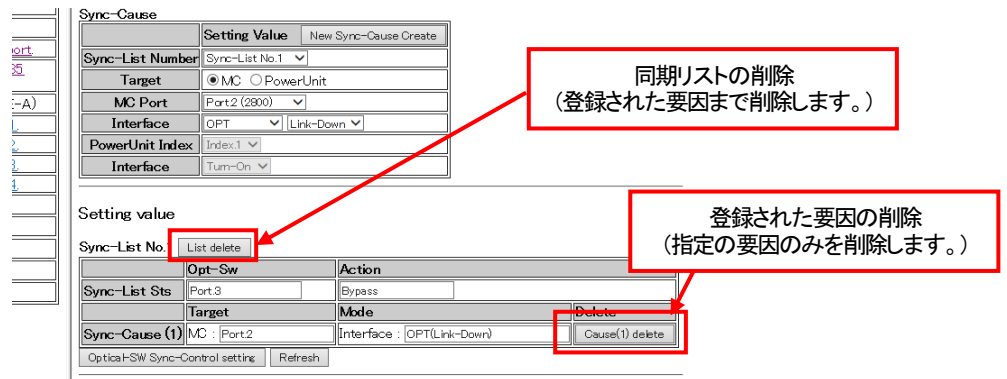 Sync-Cause
Setting Value New Sync-Cause Create
Sync-List Number Sync-List No.1
Target MC PowerUnit
MC Port Port.2 (2800)
Interface OPT Link-Down
PowerUnit Index Index.1
Interface Turn-On
同期リストの削除
（登録された要因まで削除します。）
port
35
E-A)
1.
2.
3.
4.
Setting value
Sync-List No. List delete
Opt-Sw Action
Sync-List Sts Port.3 Bypass
Target Mode Delete
Sync-Cause (1) MC : Port.2 Interface : OPT(Link-Down) Cause(1) delete
Optical-SW Sync-Control setting Refresh
登録された要因の削除
（指定の要因のみを削除します。）